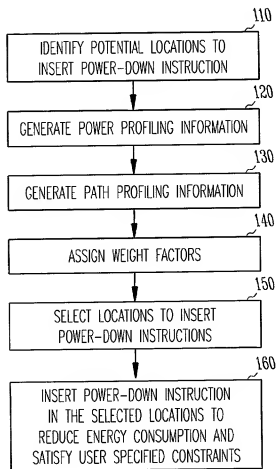 110
IDENTIFY POTENTIAL LOCATIONS TO
INSERT POWER-DOWN INSTRUCTION
120
GENERATE POWER PROFILING INFORMATION
130
GENERATE PATH PROFILING INFORMATION
140
ASSIGN WEIGHT FACTORS
150
SELECT LOCATIONS TO INSERT
POWER-DOWN INSTRUCTIONS
160
INSERT POWER-DOWN INSTRUCTION
IN THE SELECTED LOCATIONS TO
REDUCE ENERGY CONSUMPTION AND
SATISFY USER SPECIFIED CONSTRAINTS